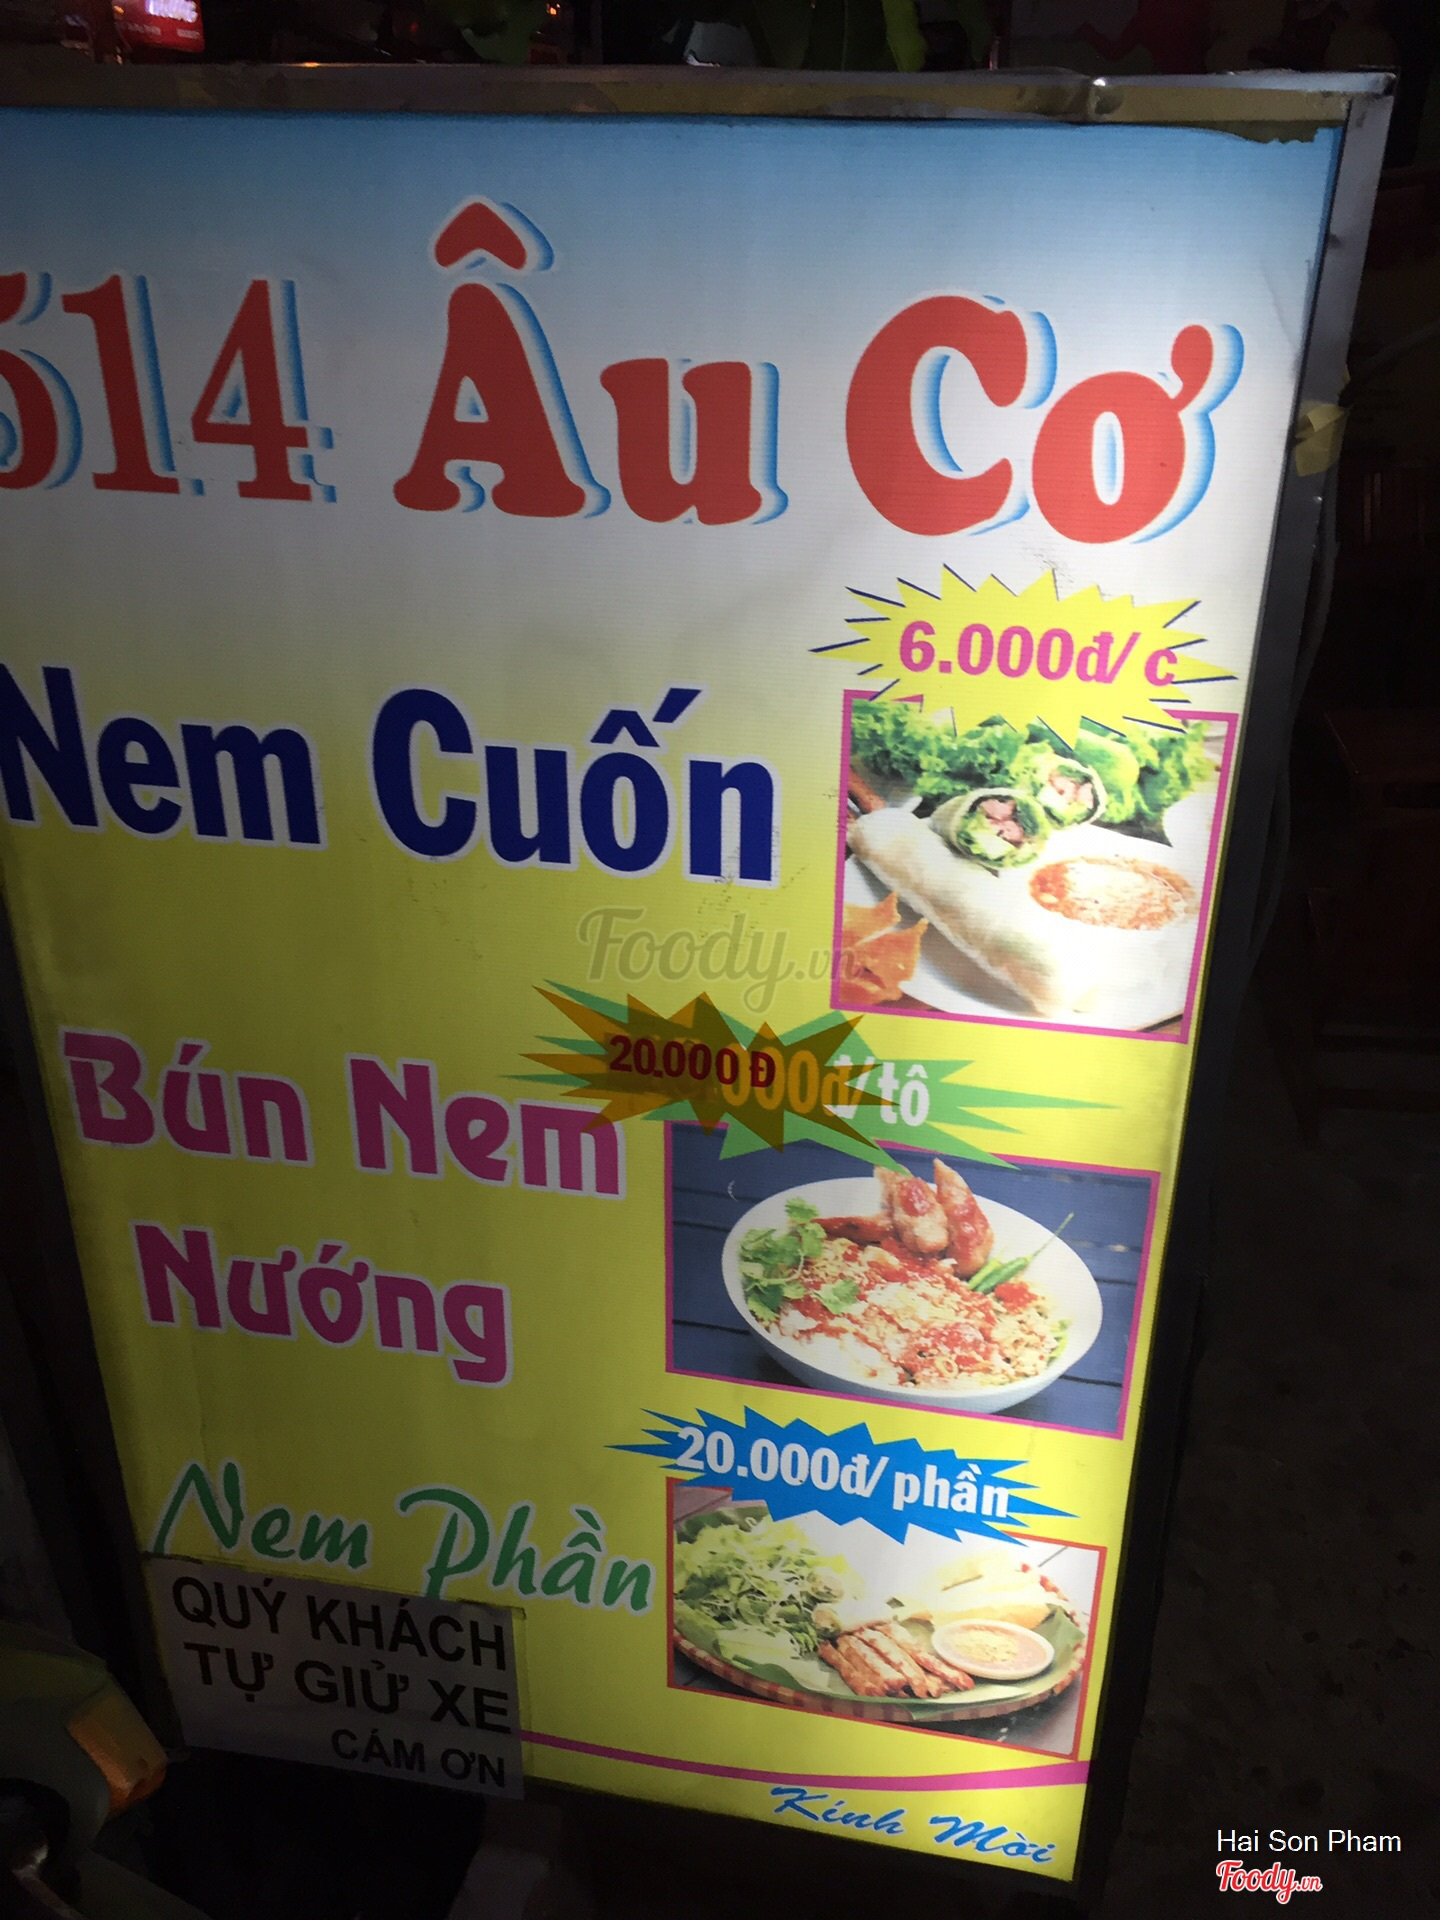 514 Âu Cơ
6.000đ/ c
Nem Cuốn
Foody.vn
20.000 Đ
000đ/ tô
Bún Nem
Nướng
20.000đ/ phần
Nem Phần
QUÝ KHÁCH
TỰ GIỮ XE
CÁM ƠN
Kính Mời
Hai Son Pham
Foody.vn